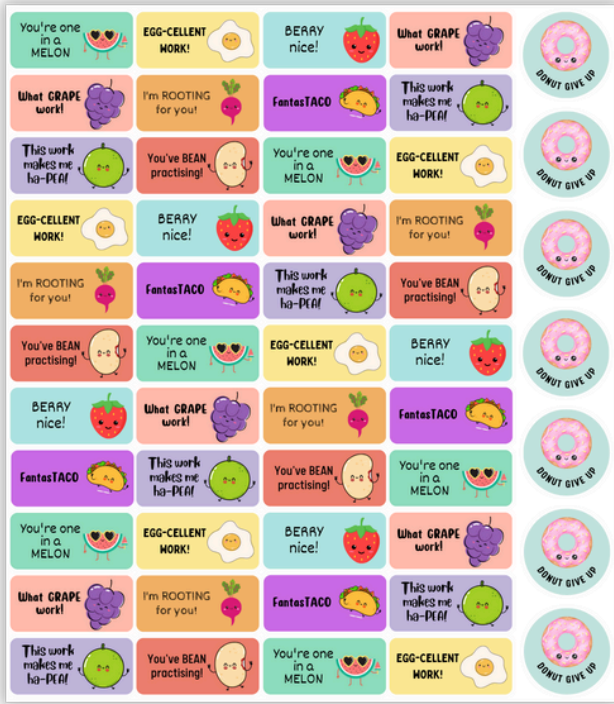 You're one
in a
MELON
EGG-CELLENT
WORK!
BERRY
nice!
What GRAPE
work!
DONUT GIVE UP
What GRAPE
work!
I'm ROOTING
for you!
FantasTACO
This work
makes me
ha-PEA!
DONUT GIVE UP
This work
makes me
ha-PEA!
You've BEAN
practising!
You're one
in a
MELON
EGG-CELLENT
WORK!
EGG-CELLENT
WORK!
BERRY
nice!
What GRAPE
work!
I'm ROOTING
for you!
DONUT GIVE UP
I'm ROOTING
for you!
FantasTACO
This work
makes me
ha-PEA!
You've BEAN
practising!
DONUT GIVE UP
You've BEAN
practising!
You're one
in a
MELON
EGG-CELLENT
WORK!
BERRY
nice!
BERRY
nice!
What GRAPE
work!
I'm ROOTING
for you!
FantasTACO
DONUT GIVE UP
FantasTACO
This work
makes me
ha-PEA!
You've BEAN
practising!
You're one
in a
MELON
You're one
in a
MELON
EGG-CELLENT
WORK!
BERRY
nice!
What GRAPE
work!
DONUT GIVE UP
What GRAPE
work!
I'm ROOTING
for you!
FantasTACO
This work
makes me
ha-PEA!
This work
makes me
ha-PEA!
You've BEAN
practising!
You're one
in a
MELON
EGG-CELLENT
WORK!
DONUT GIVE UP